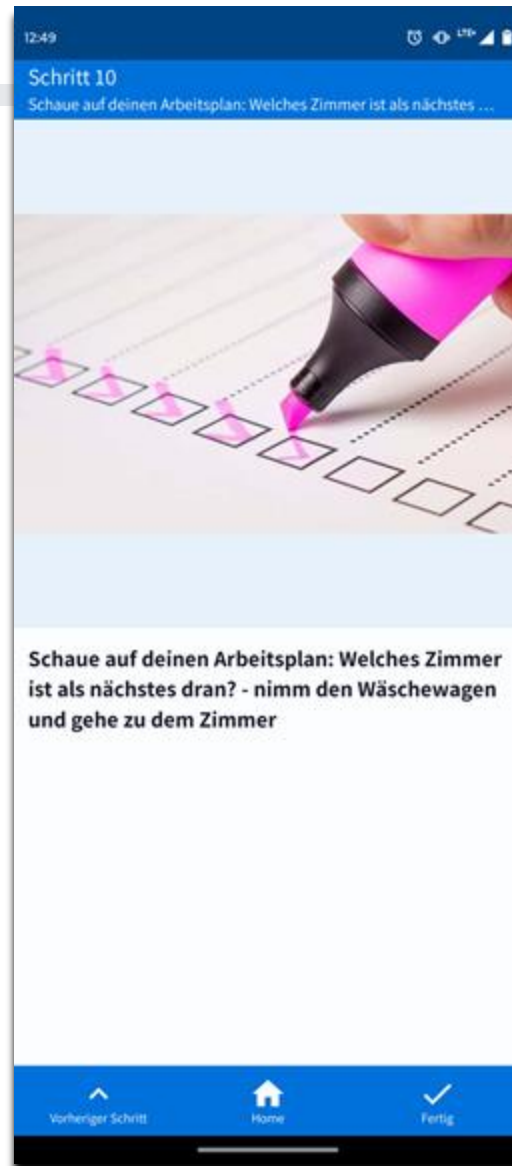 12:49
LTE+
Schritt 10
Schaue auf deinen Arbeitsplan: Welches Zimmer ist als nächstes ...
Schaue auf deinen Arbeitsplan: Welches Zimmer
ist als nächstes dran? - nimm den Wäschewagen
und gehe zu dem Zimmer
Vorheriger Schritt
Home
Fertig